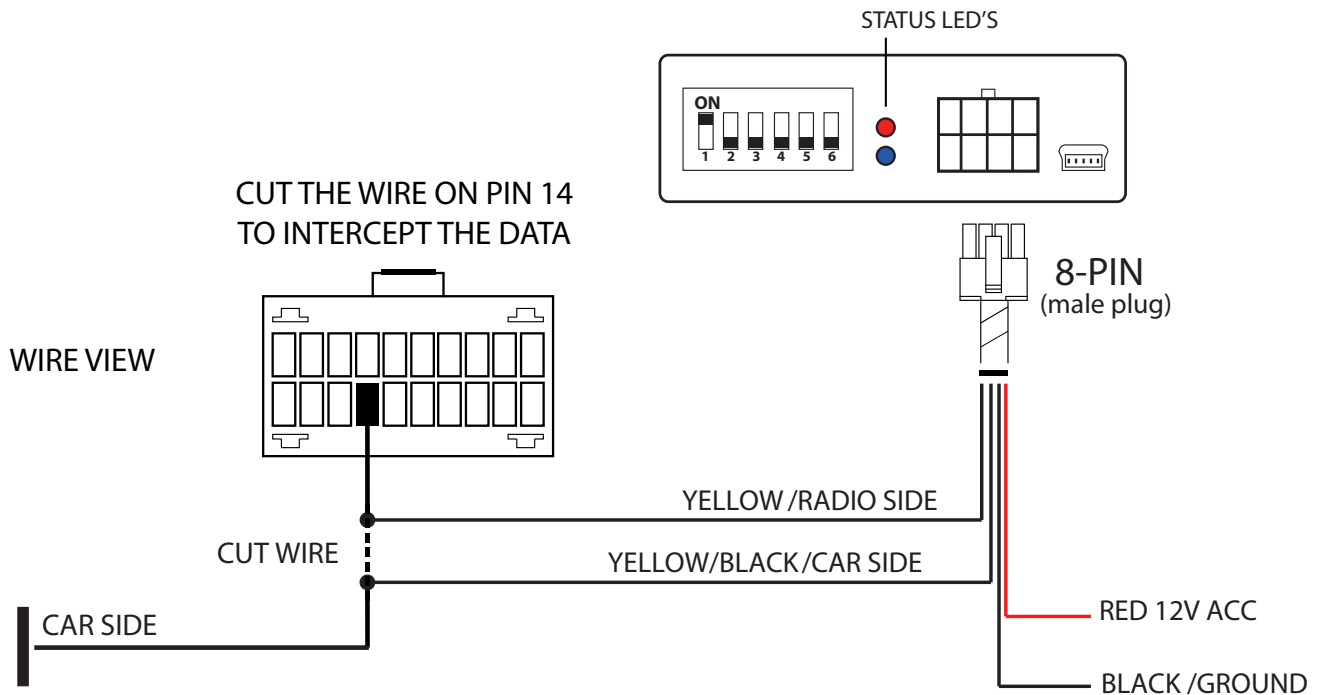 STATUS LED'S
ON
1 2 3 4 5 6
CUT THE WIRE ON PIN 14
TO INTERCEPT THE DATA
8-PIN
(male plug)
WIRE VIEW
YELLOW /RADIO SIDE
CUT WIRE
YELLOW/BLACK/CAR SIDE
CAR SIDE
RED 12V ACC
BLACK /GROUND